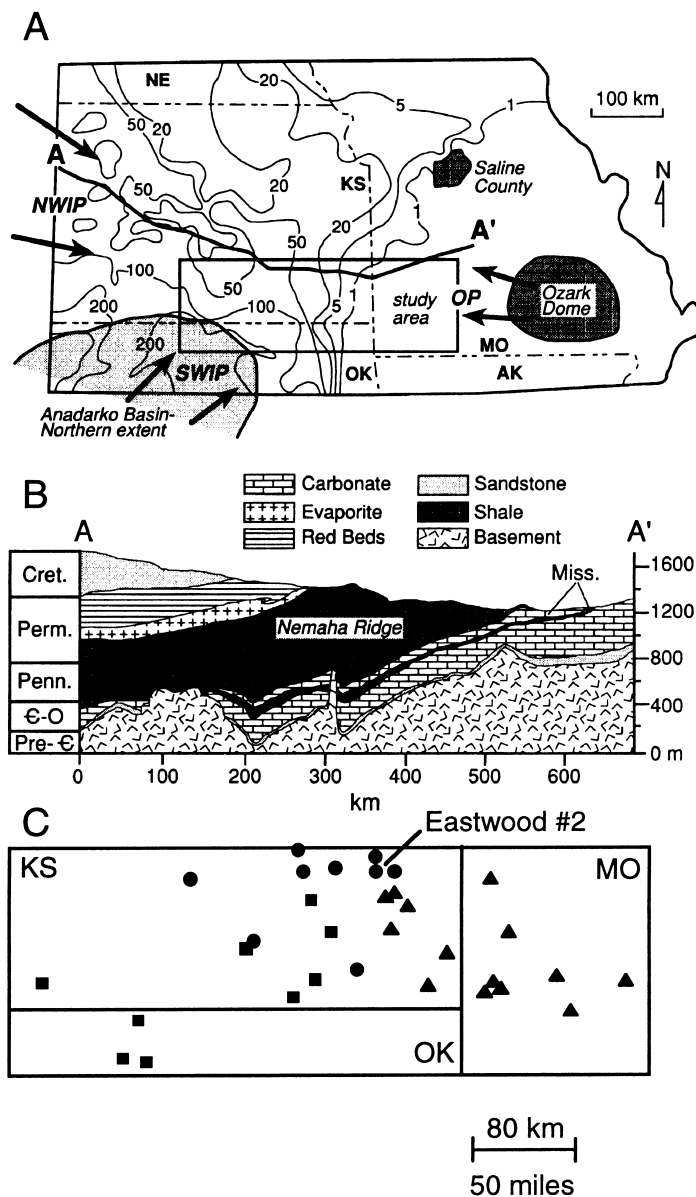 A
NE
20
5
1
100 km
50
20
A
Saline
County
N
20
KS
50
1
NWIP
20
A'
50
100
50
study
area
OP
Ozark
Dome
200
100
5
1
200
SWIP
OK
MO
AK
Anadarko Basin-
Northern extent
B
Carbonate
Sandstone
Evaporite
Shale
Red Beds
Basement
A
A'
Cret.
Perm.
Penn.
Є-O
Pre-Є
Nemaha Ridge
Miss.
1600
1200
800
400
0 m
0 100 200 300 400 500 600
km
C
Eastwood #2
KS
MO
OK
80 km
50 miles